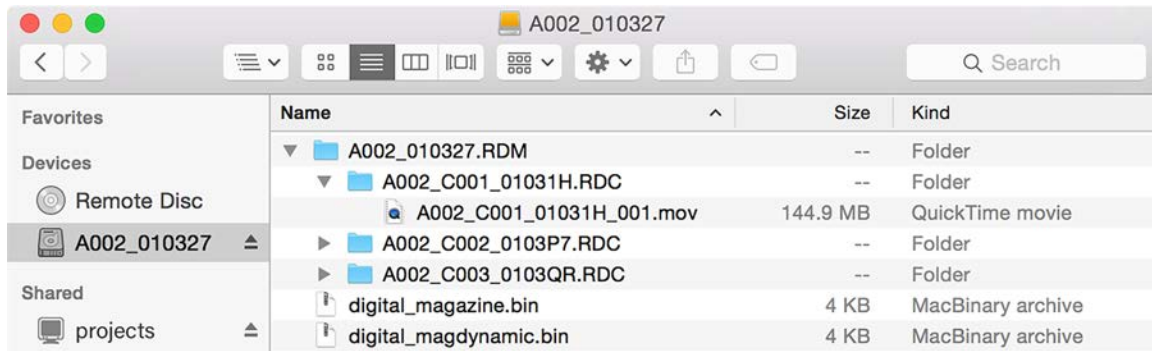 A002_010327
Search
Favorites
Devices
Remote Disc
A002_010327
Shared
projects
Name Size Kind
A002_010327.RDM -- Folder
A002_C001_01031H.RDC -- Folder
A002_C001_01031H_001.mov 144.9 MB QuickTime movie
A002_C002_0103P7.RDC -- Folder
A002_C003_0103QR.RDC -- Folder
digital_magazine.bin 4 KB MacBinary archive
digital_magdynamic.bin 4 KB MacBinary archive